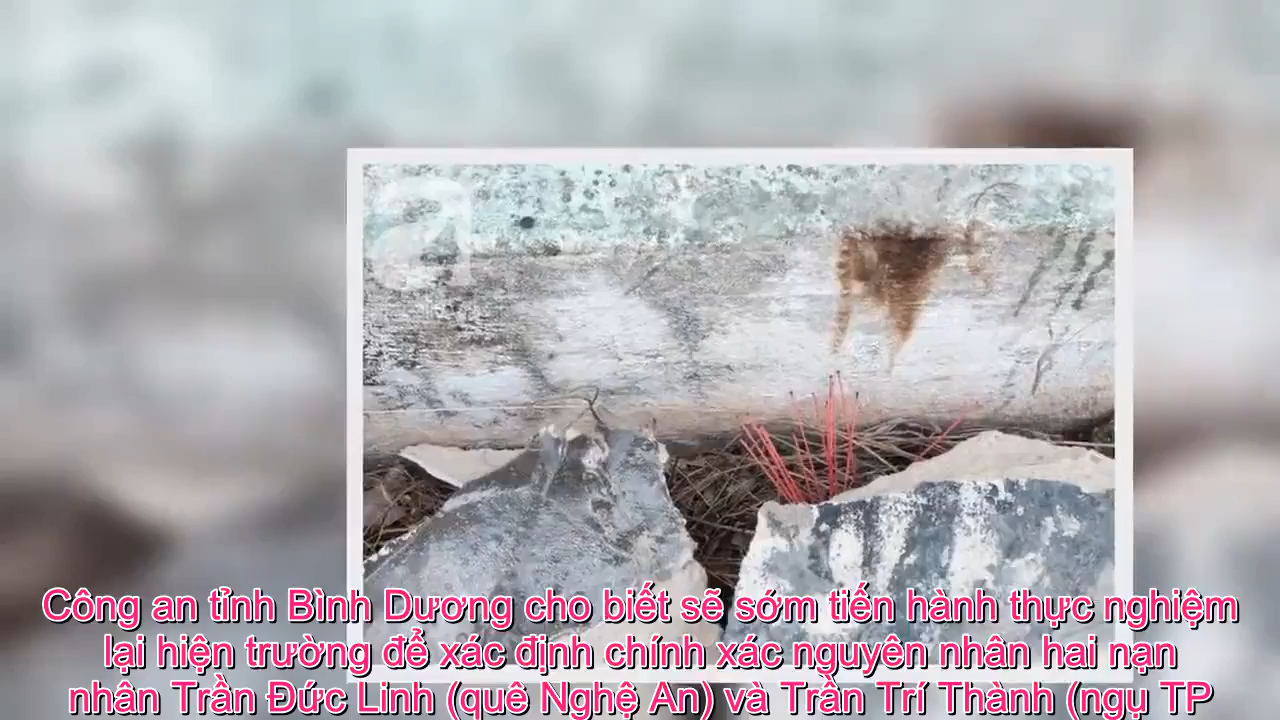 a
Công an tỉnh Bình Dương cho biết sẽ sớm tiến hành thực nghiệm
lại hiện trường để xác định chính xác nguyên nhân hai nạn
nhân Trần Đức Linh (quê Nghệ An) và Trần Trí Thành (ngụ TP